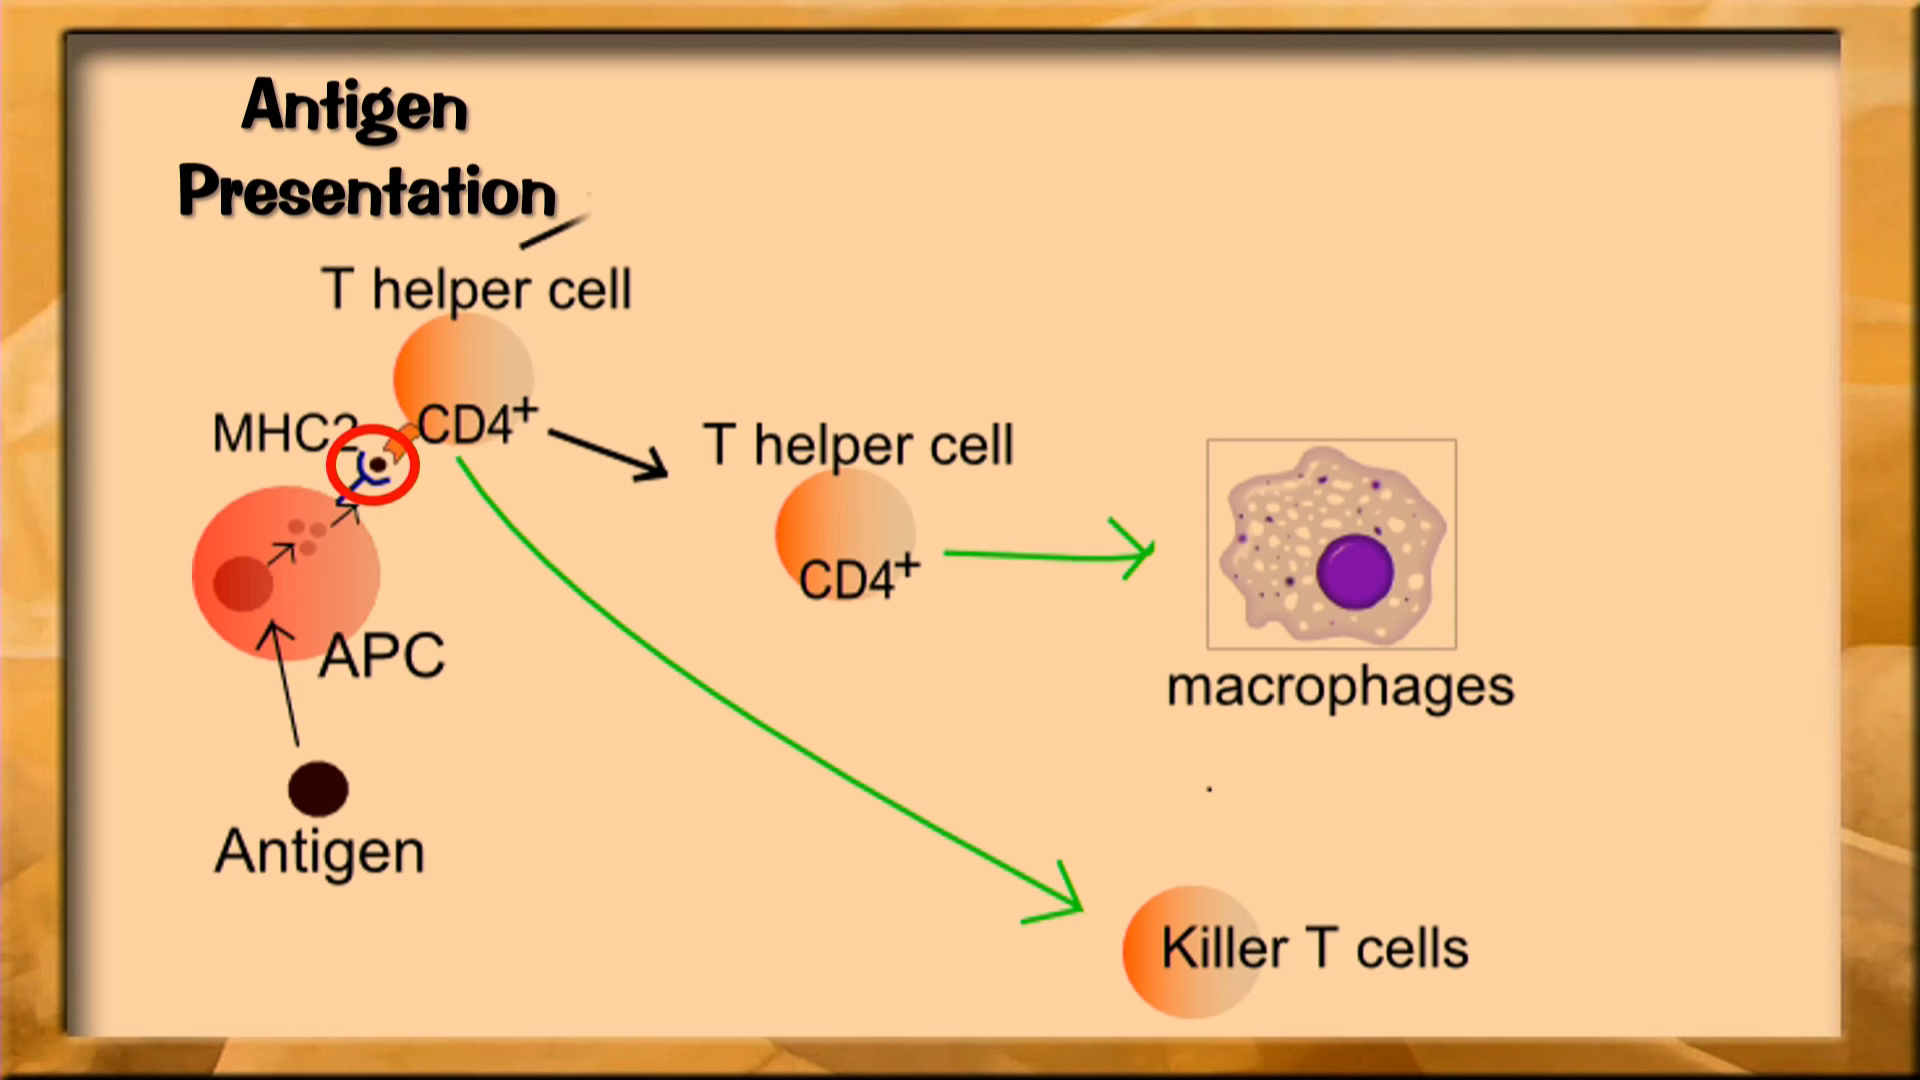 Antigen
Presentation
T helper cell
MHC2
CD4+
T helper cell
CD4+
APC
macrophages
Antigen
Killer T cells